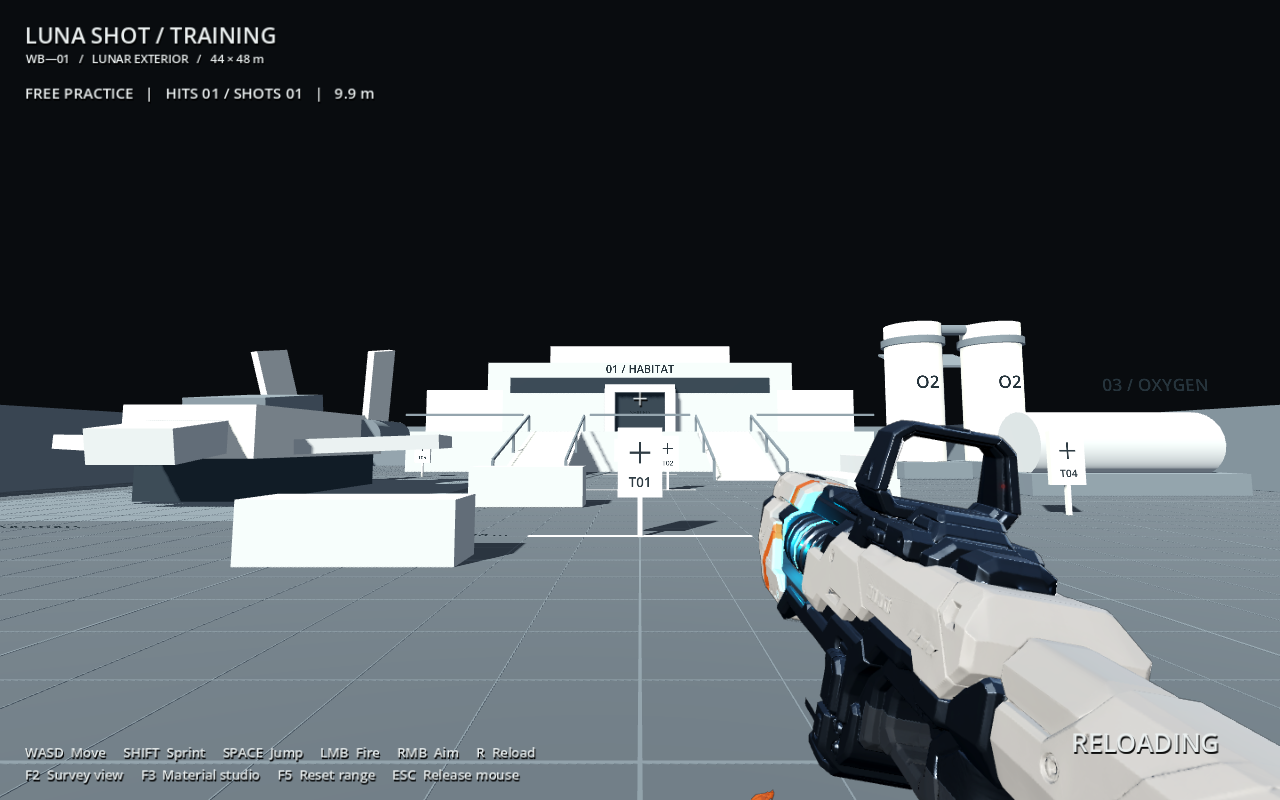 LUNA SHOT / TRAINING
WB—01 / LUNAR EXTERIOR / 44 × 48 m
FREE PRACTICE | HITS 01 / SHOTS 01 | 9.9 m
01 / HABITAT
O2 O2
03 / OXYGEN
T02
T04
T01
RELOADING
WASD Move SHIFT Sprint SPACE Jump LMB Fire RMB Aim R Reload
F2 Survey view F3 Material studio F5 Reset range ESC Release mouse